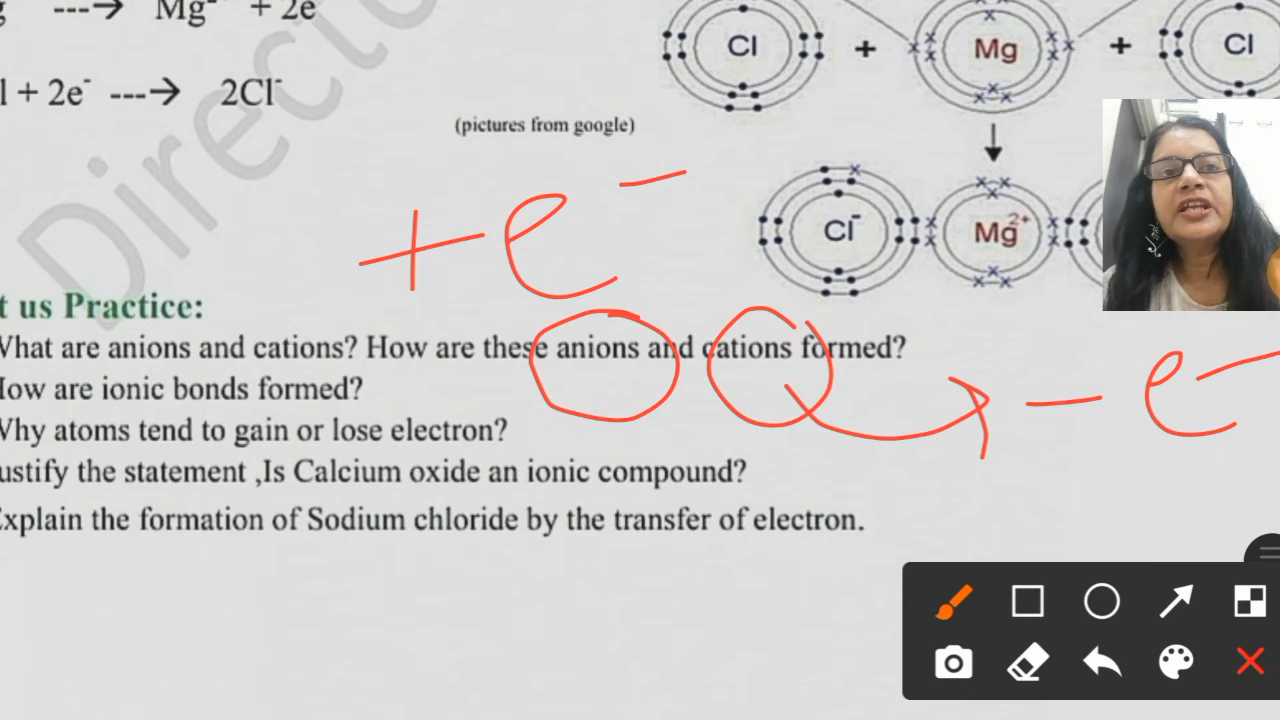 ---→ Mg + 2e
Cl + Mg + Cl
+ 2e⁻ ---→ 2Cl⁻
(pictures from google)
+e⁻
Cl⁻ Mg²⁺
Direct
t us Practice:
What are anions and cations? How are these anions and cations formed?
How are ionic bonds formed?
-e⁻
Why atoms tend to gain or lose electron?
ustify the statement ,Is Calcium oxide an ionic compound?
Explain the formation of Sodium chloride by the transfer of electron.